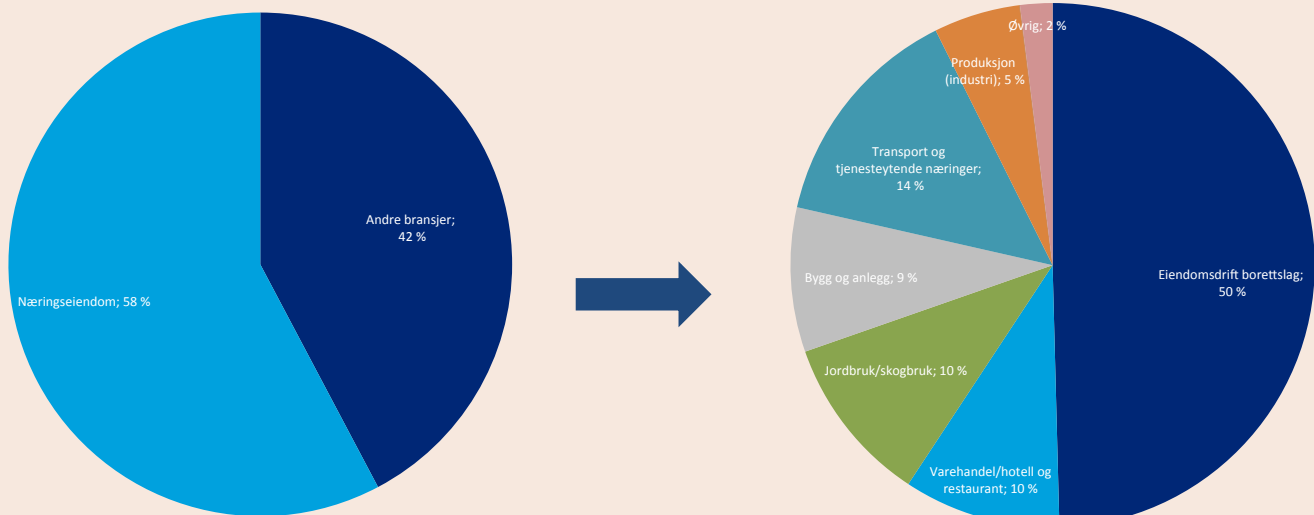 Andre bransjer;
42 %
Næringseiendom; 58 %
Øvrig; 2 %
Produksjon
(industri); 5 %
Transport og
tjenesteytende næringer;
14 %
Bygg og anlegg; 9 %
Eiendomsdrift borettslag;
50 %
Jordbruk/skogbruk; 10 %
Varehandel/hotell og
restaurant; 10 %